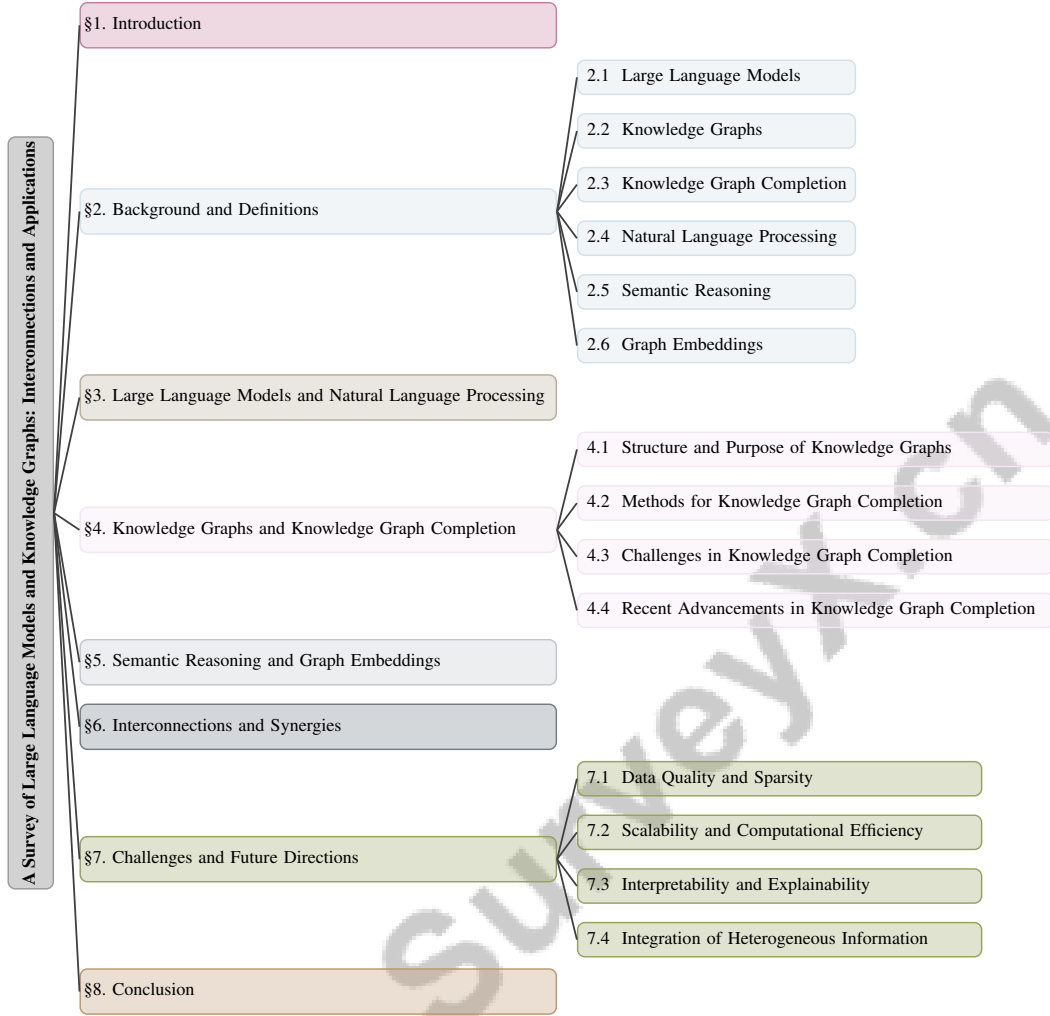 A Survey of Large Language Models and Knowledge Graphs: Interconnections and Applications
§1. Introduction
§2. Background and Definitions
2.1 Large Language Models
2.2 Knowledge Graphs
2.3 Knowledge Graph Completion
2.4 Natural Language Processing
2.5 Semantic Reasoning
2.6 Graph Embeddings
§3. Large Language Models and Natural Language Processing
§4. Knowledge Graphs and Knowledge Graph Completion
4.1 Structure and Purpose of Knowledge Graphs
4.2 Methods for Knowledge Graph Completion
4.3 Challenges in Knowledge Graph Completion
4.4 Recent Advancements in Knowledge Graph Completion
§5. Semantic Reasoning and Graph Embeddings
§6. Interconnections and Synergies
§7. Challenges and Future Directions
7.1 Data Quality and Sparsity
7.2 Scalability and Computational Efficiency
7.3 Interpretability and Explainability
7.4 Integration of Heterogeneous Information
§8. Conclusion
SurveyX.cn